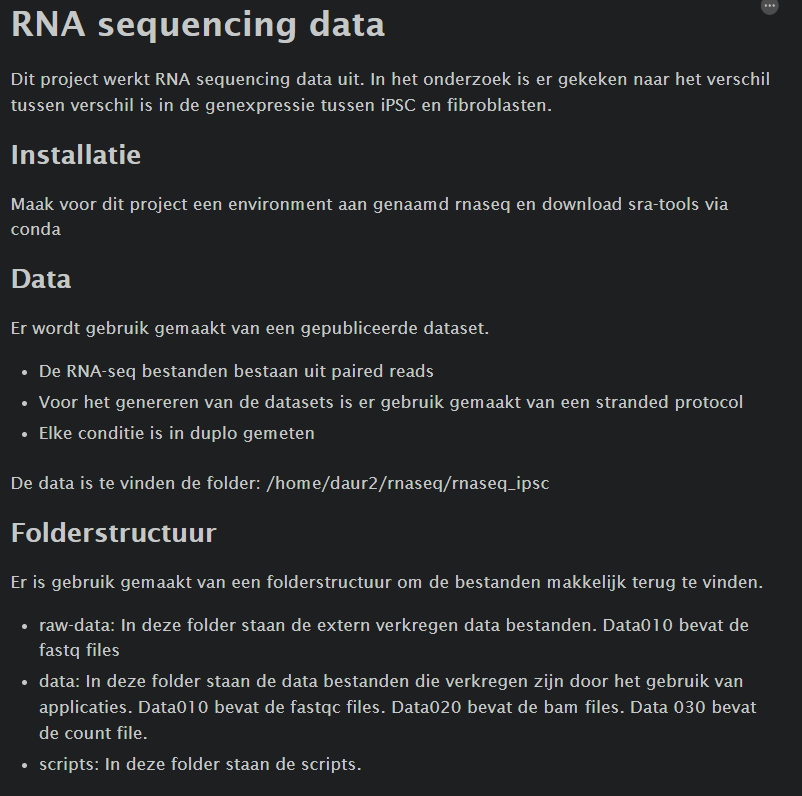 RNA sequencing data
Dit project werkt RNA sequencing data uit. In het onderzoek is er gekeken naar het verschil
tussen verschil is in de genexpressie tussen iPSC en fibroblasten.
Installatie
Maak voor dit project een environment aan genaamd rnaseq en download sra-tools via
conda
Data
Er wordt gebruik gemaakt van een gepubliceerde dataset.
• De RNA-seq bestanden bestaan uit paired reads
• Voor het genereren van de datasets is er gebruik gemaakt van een stranded protocol
• Elke conditie is in duplo gemeten
De data is te vinden de folder: /home/daur2/rnaseq/rnaseq_ipsc
Folderstructuur
Er is gebruik gemaakt van een folderstructuur om de bestanden makkelijk terug te vinden.
• raw-data: In deze folder staan de extern verkregen data bestanden. Data010 bevat de
fastq files
• data: In deze folder staan de data bestanden die verkregen zijn door het gebruik van
applicaties. Data010 bevat de fastqc files. Data020 bevat de bam files. Data 030 bevat
de count file.
• scripts: In deze folder staan de scripts.